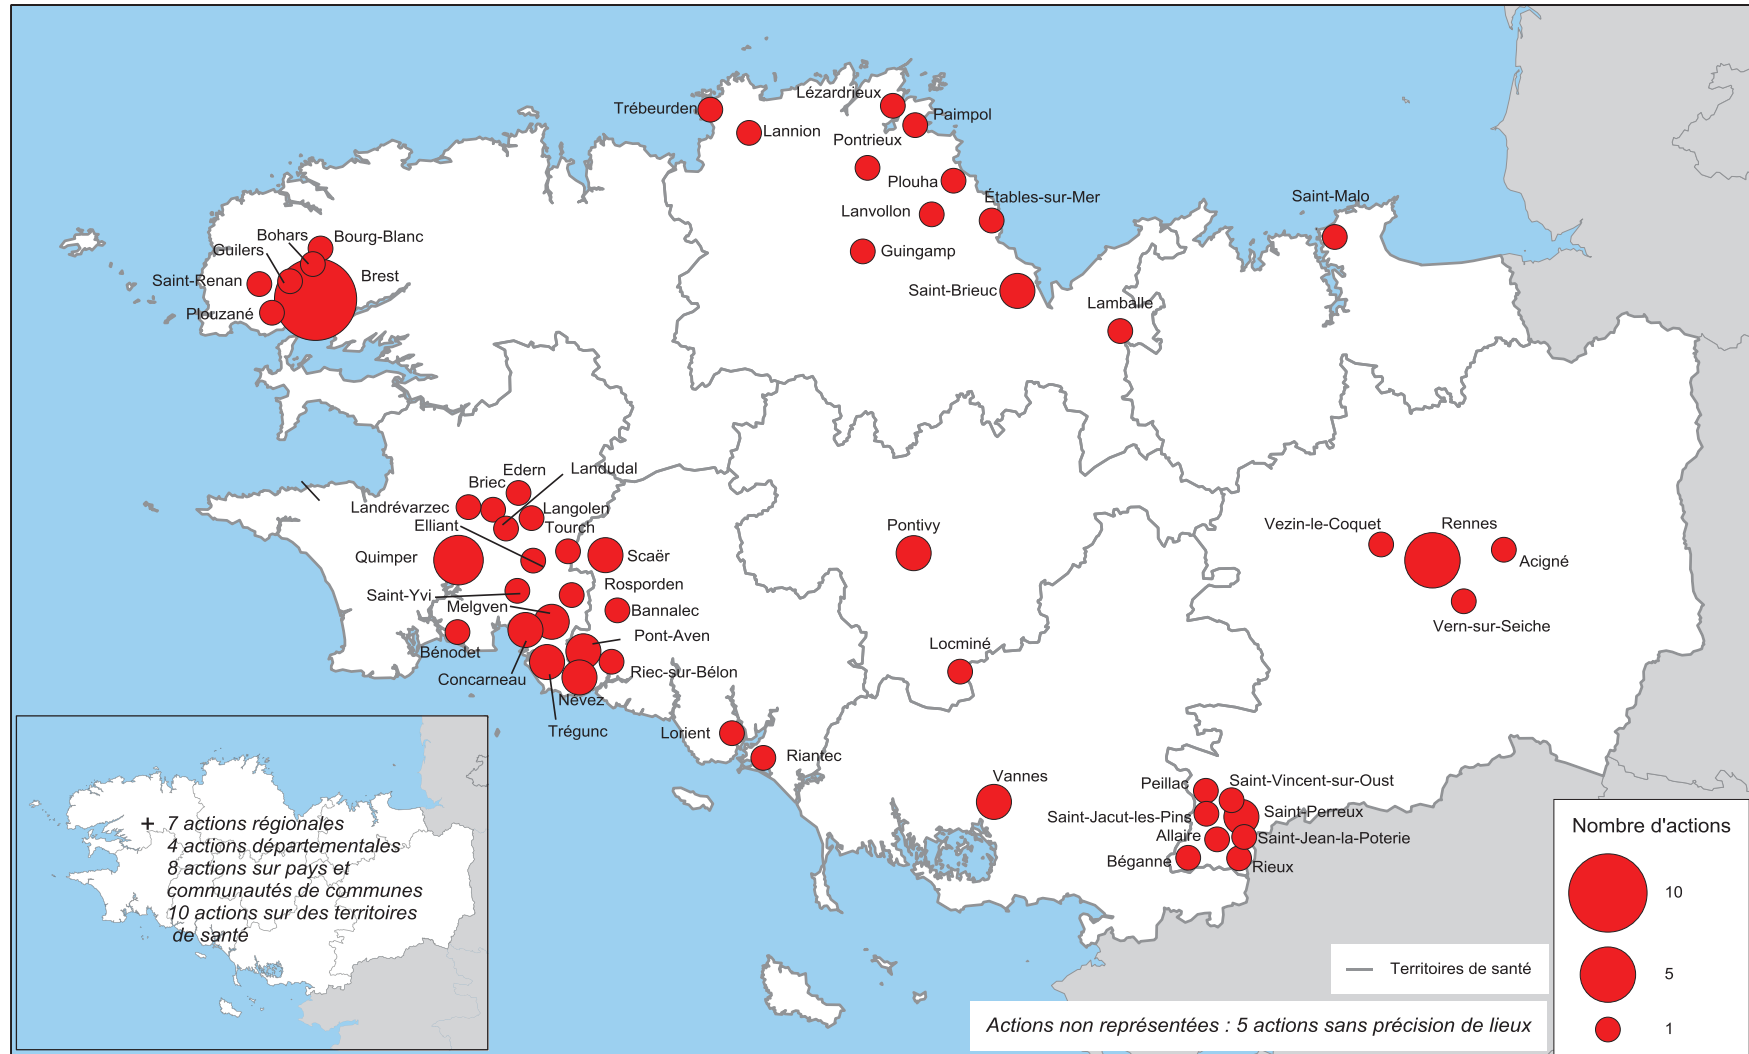 Lézardrieux
Trébeurden
Paimpol
Lannion
Pontrieux
Plouha
Étables-sur-Mer
Saint-Malo
Lanvollon
Bohars
Bourg-Blanc
Guilers
Guingamp
Saint-Renan
Brest
Saint-Brieuc
Plouzané
Lamballe
Edern
Landudal
Briec
Landrévarzec
Langolen
Elliant
Tourch
Vezin-le-Coquet
Rennes
Pontivy
Quimper
Scaër
Acigné
Saint-Yvi
Rosporden
Melgven
Bannalec
Vern-sur-Seiche
Pont-Aven
Locminé
Bénodet
Concarneau
Riec-sur-Bélon
Névez
Trégunc
Lorient
Riantec
Vannes
Peillac
Saint-Vincent-sur-Oust
Saint-Jacut-les-Pins
Saint-Perreux
Allaire
Saint-Jean-la-Poterie
Béganne
Rieux
+ 7 actions régionales
4 actions départementales
8 actions sur pays et
communautés de communes
10 actions sur des territoires
de santé
Nombre d'actions
10
5
1
Territoires de santé
Actions non représentées : 5 actions sans précision de lieux